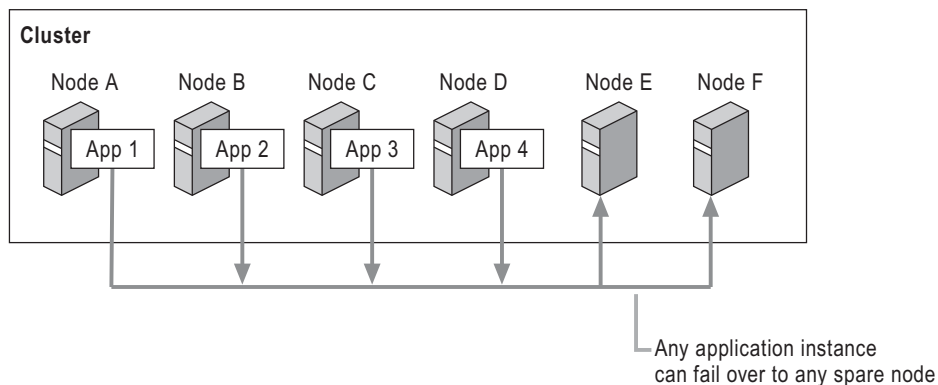 Cluster
Node A
Node B
Node C
Node D
Node E
Node F
App 1
App 2
App 3
App 4
Any application instance
can fail over to any spare node